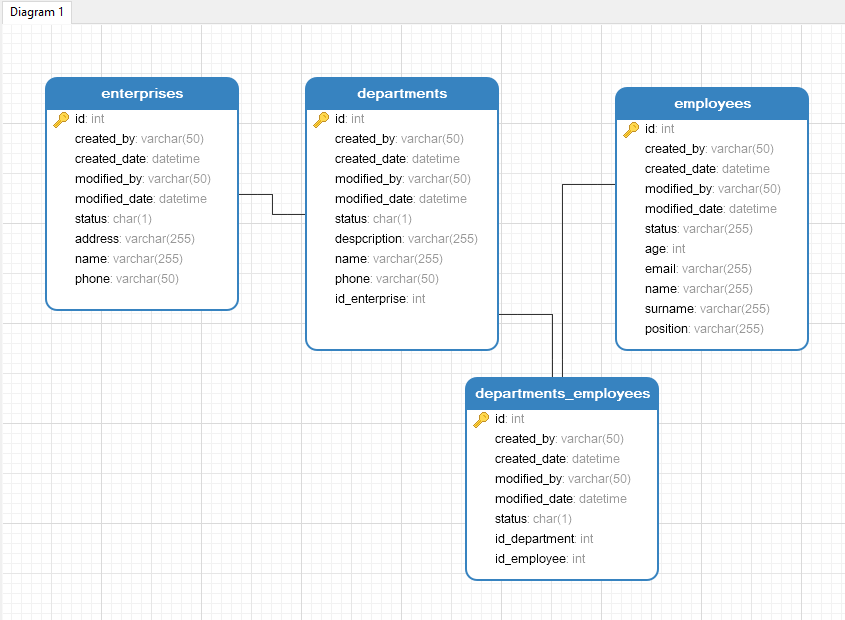 Diagram 1
enterprises
id: int
created_by: varchar(50)
created_date: datetime
modified_by: varchar(50)
modified_date: datetime
status: char(1)
address: varchar(255)
name: varchar(255)
phone: varchar(50)
departments
id: int
created_by: varchar(50)
created_date: datetime
modified_by: varchar(50)
modified_date: datetime
status: char(1)
despcription: varchar(255)
name: varchar(255)
phone: varchar(50)
id_enterprise: int
employees
id: int
created_by: varchar(50)
created_date: datetime
modified_by: varchar(50)
modified_date: datetime
status: varchar(255)
age: int
email: varchar(255)
name: varchar(255)
surname: varchar(255)
position: varchar(255)
departments_employees
id: int
created_by: varchar(50)
created_date: datetime
modified_by: varchar(50)
modified_date: datetime
status: char(1)
id_department: int
id_employee: int